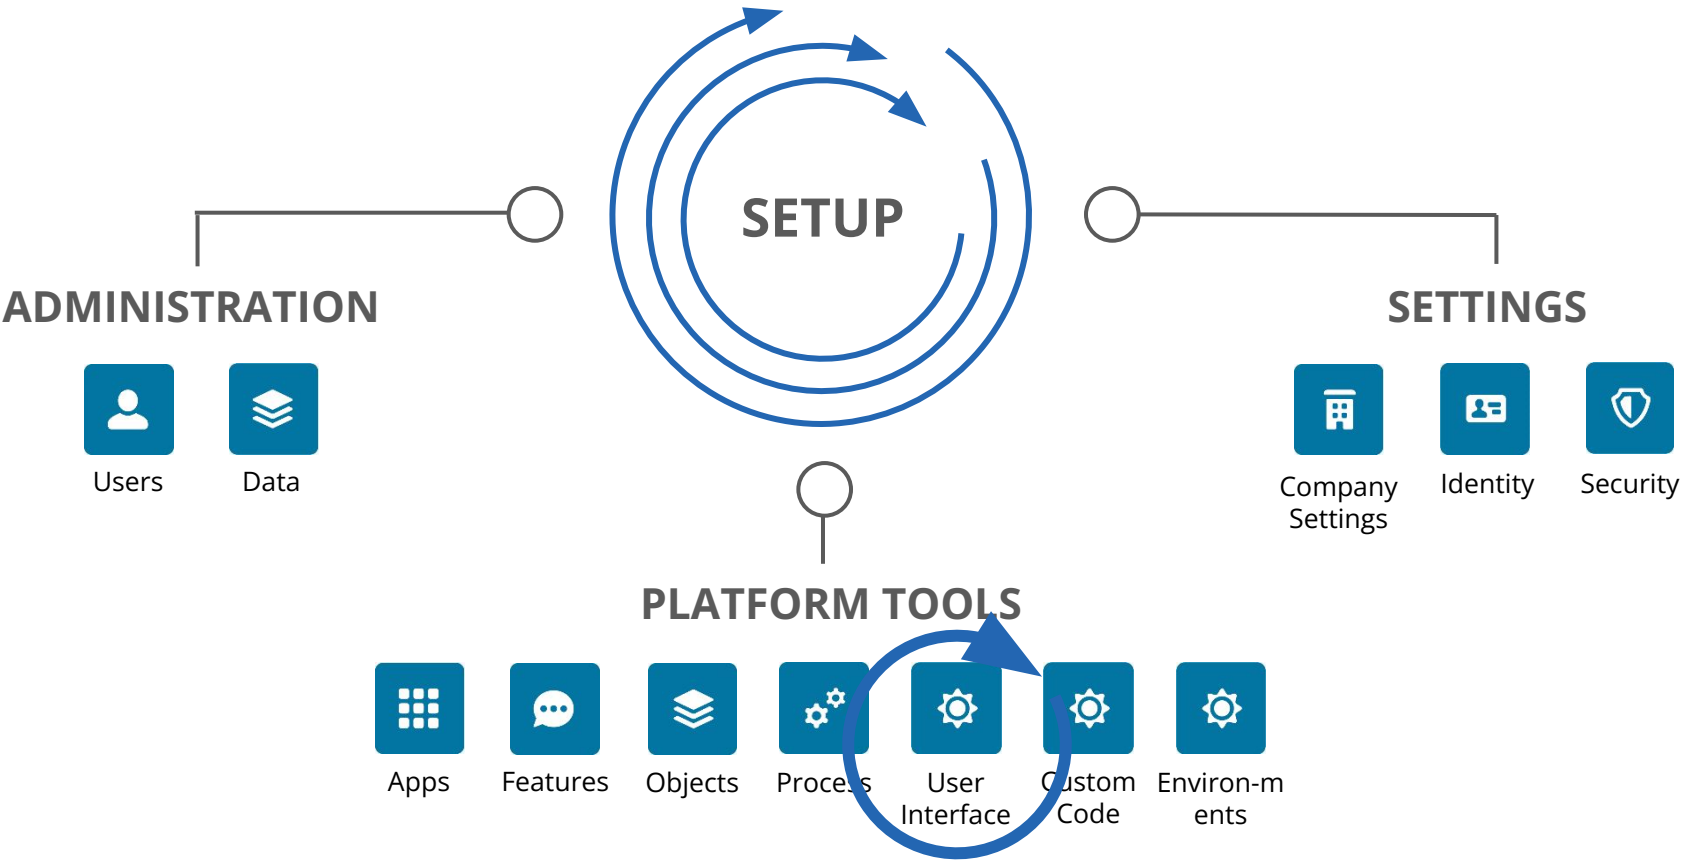 SETUP
ADMINISTRATION
SETTINGS
Users
Data
Company
Settings
Identity
Security
PLATFORM TOOLS
Apps
Features
Objects
Process
User
Interface
Custom
Code
Environ-m
ents